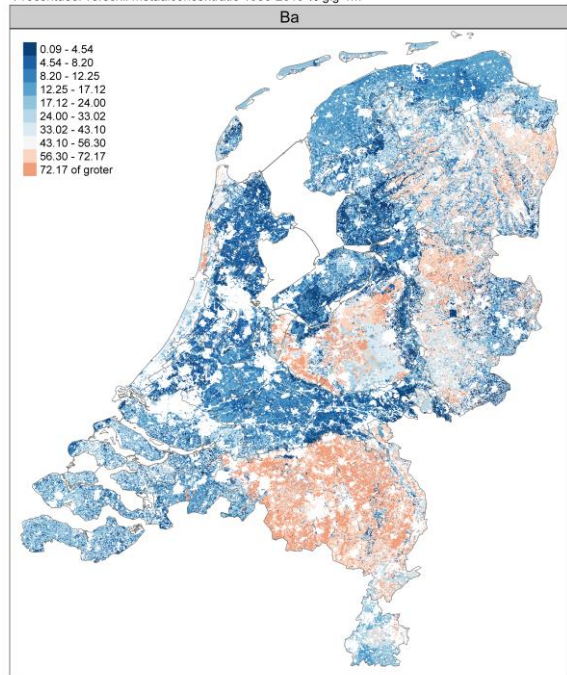 Ba
0.09 - 4.54
4.54 - 8.20
8.20 - 12.25
12.25 - 17.12
17.12 - 24.00
24.00 - 33.02
33.02 - 43.10
43.10 - 56.30
56.30 - 72.17
72.17 of groter